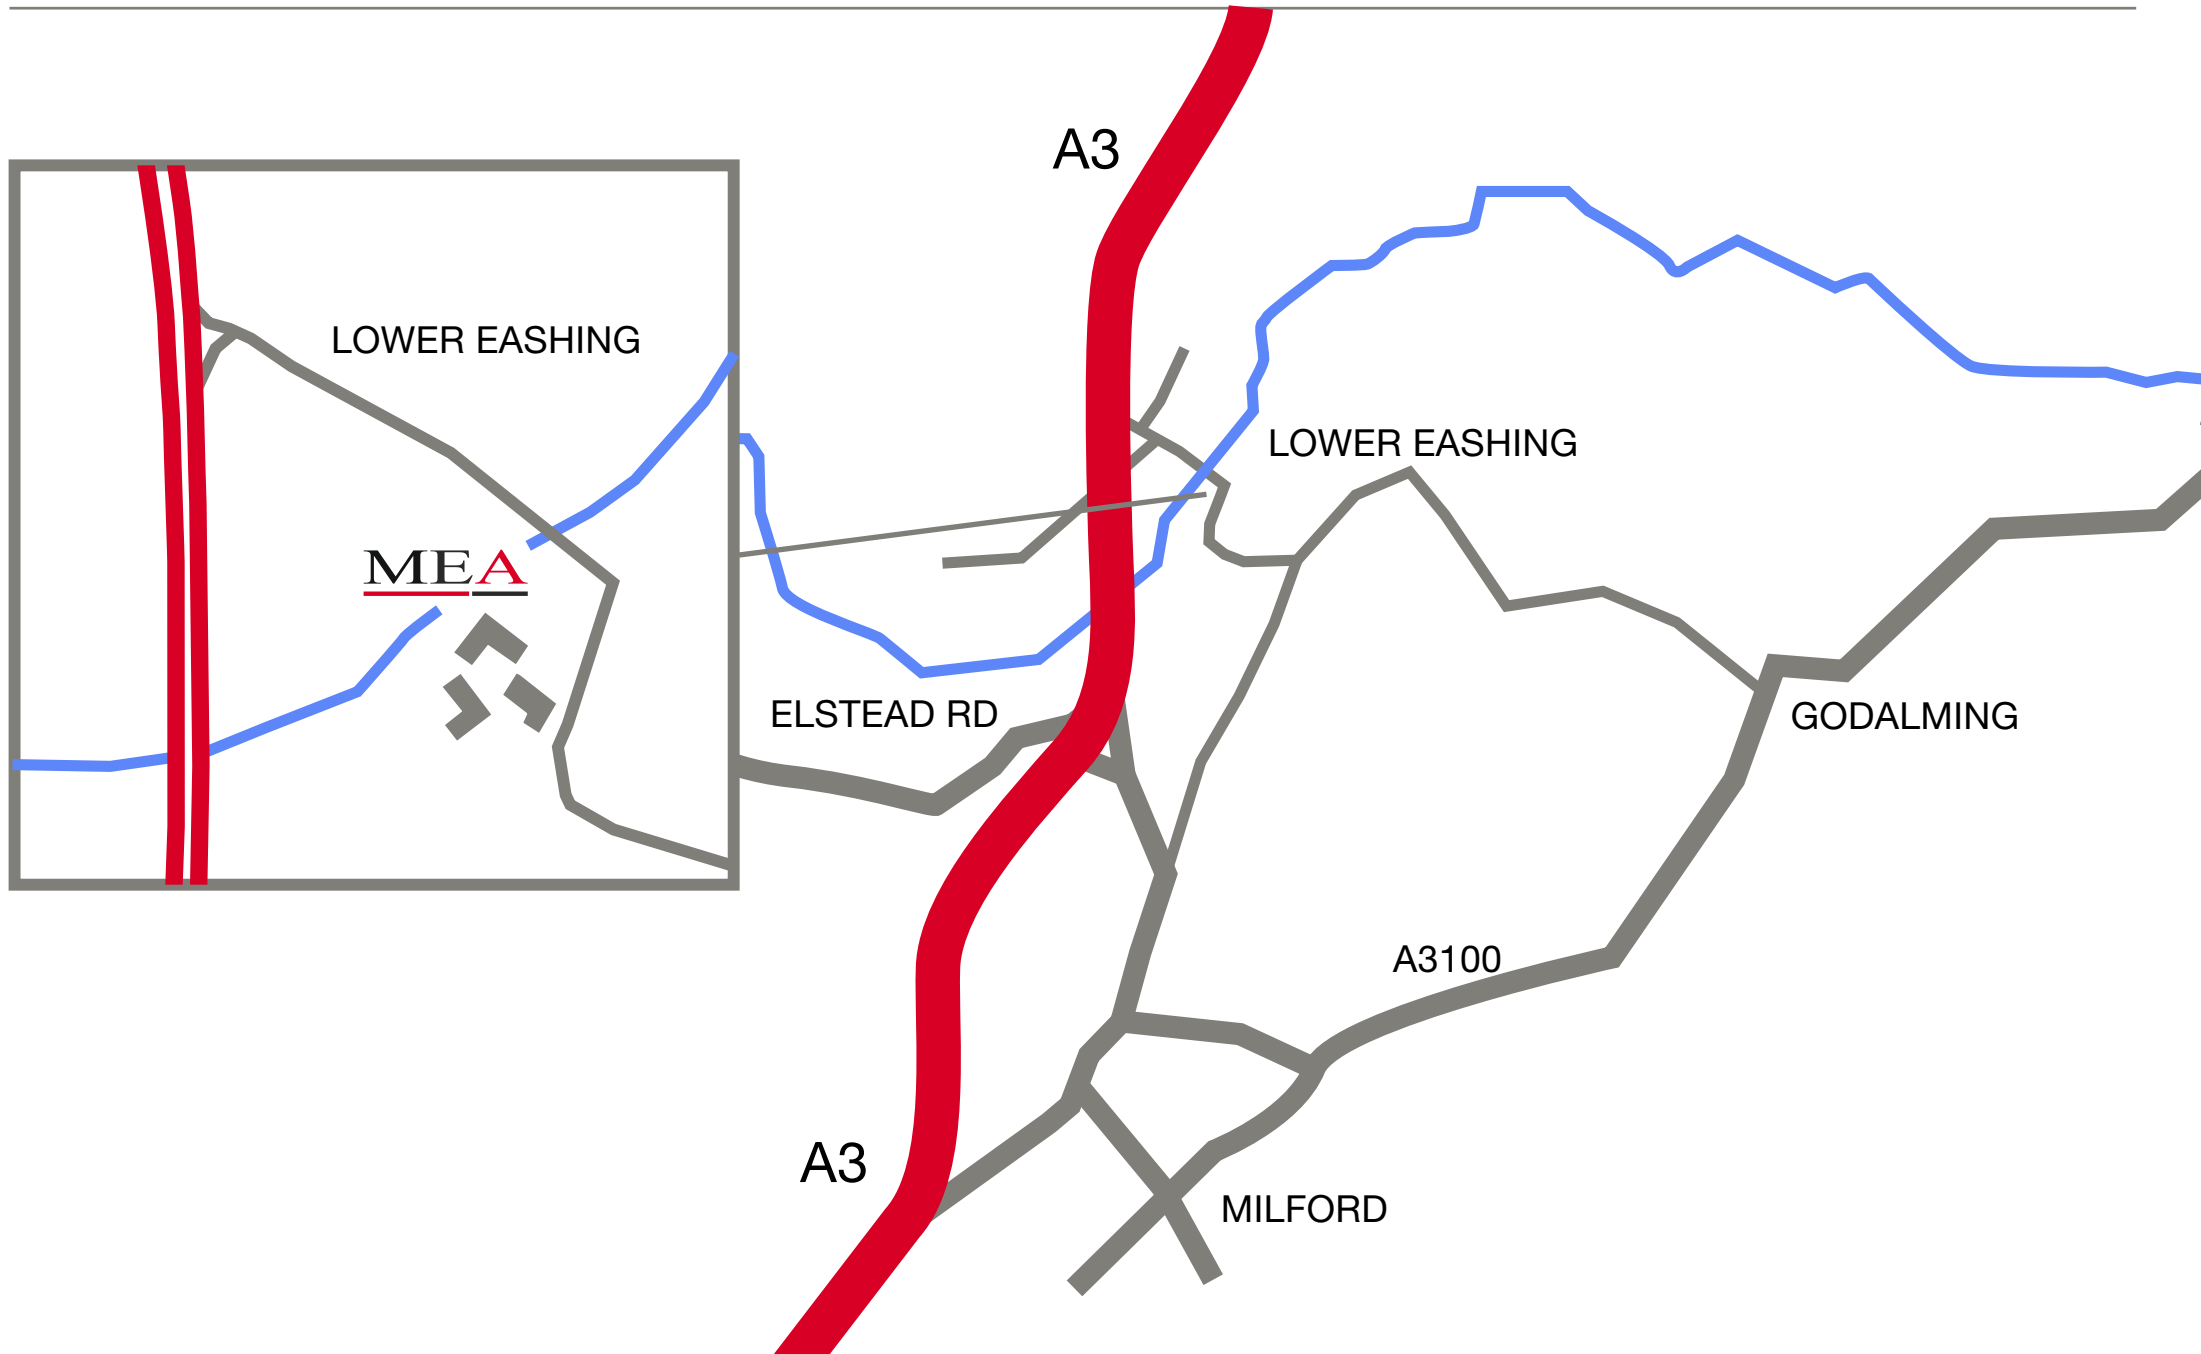 A3
LOWER EASHING
LOWER EASHING
MEA
ELSTEAD RD
GODALMING
A3100
A3
MILFORD